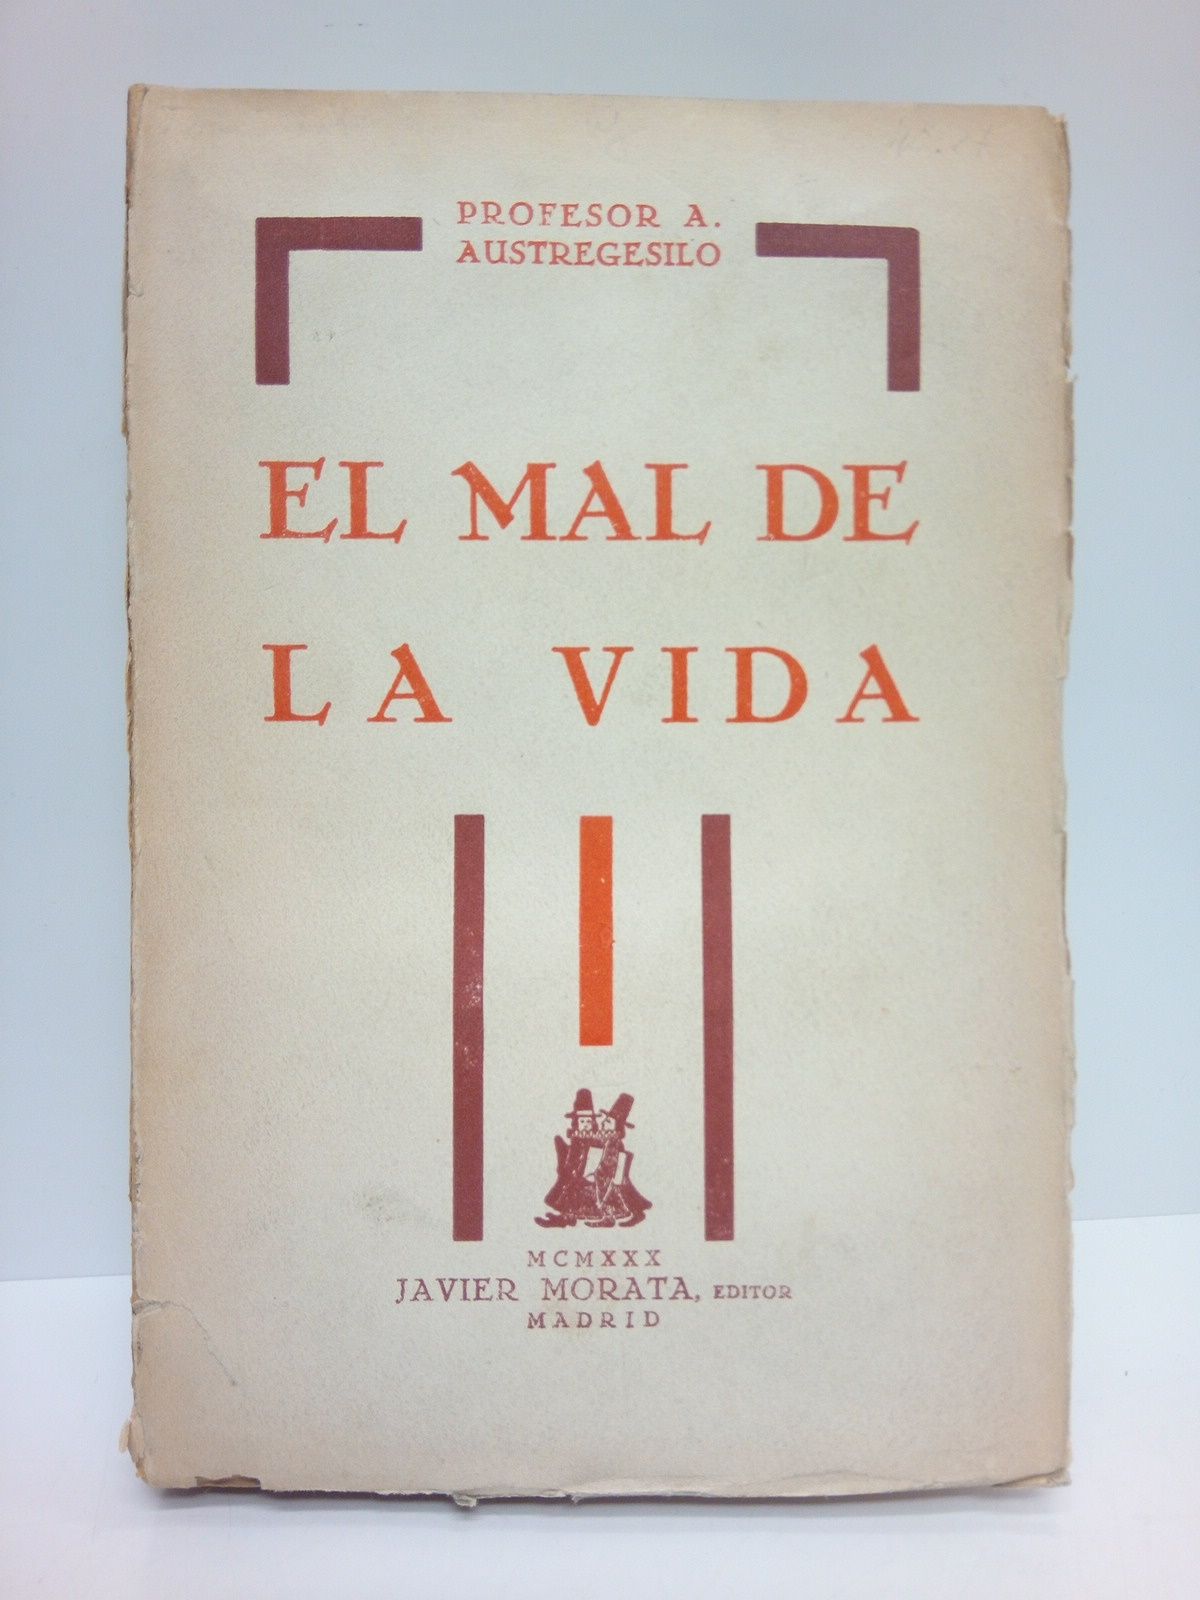 PROFESOR A.
AUSTREGESILO
EL MAL DE
LA VIDA
MCMXXX
JAVIER MORATA, EDITOR
MADRID